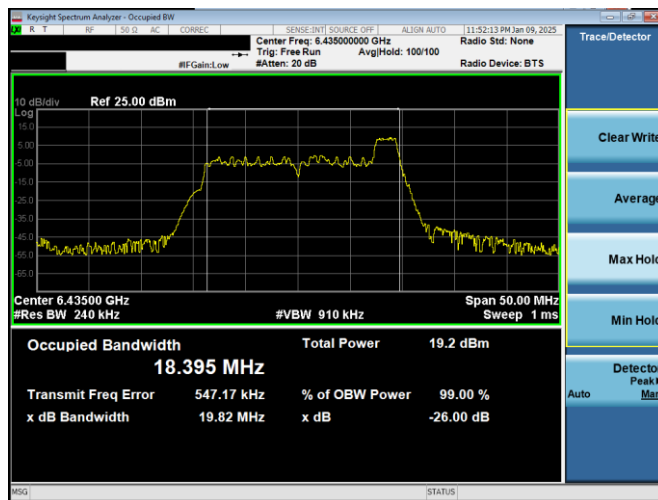 Keysight Spectrum Analyzer - Occupied BW
LXI R T RF 50 Ω AC CORREC SENSE:INT SOURCE OFF ALIGN AUTO 11:52:13 PM Jan 09, 2025
Center Freq: 6.435000000 GHz Radio Std: None
Trig: Free Run Avg|Hold: 100/100
#IFGain:Low #Atten: 20 dB Radio Device: BTS
Trace/Detector
10 dB/div Ref 25.00 dBm
Log
15.0
5.00
-5.00
-15.0
-25.0
-35.0
-45.0
-55.0
-65.0
Center 6.43500 GHz Span 50.00 MHz
#Res BW 240 kHz #VBW 910 kHz Sweep 1 ms
Occupied Bandwidth Total Power 19.2 dBm
18.395 MHz
Transmit Freq Error 547.17 kHz % of OBW Power 99.00 %
x dB Bandwidth 19.82 MHz x dB -26.00 dB
Clear Write
Average
Max Hold
Min Hold
Detector
Peak
Auto Man
MSG STATUS